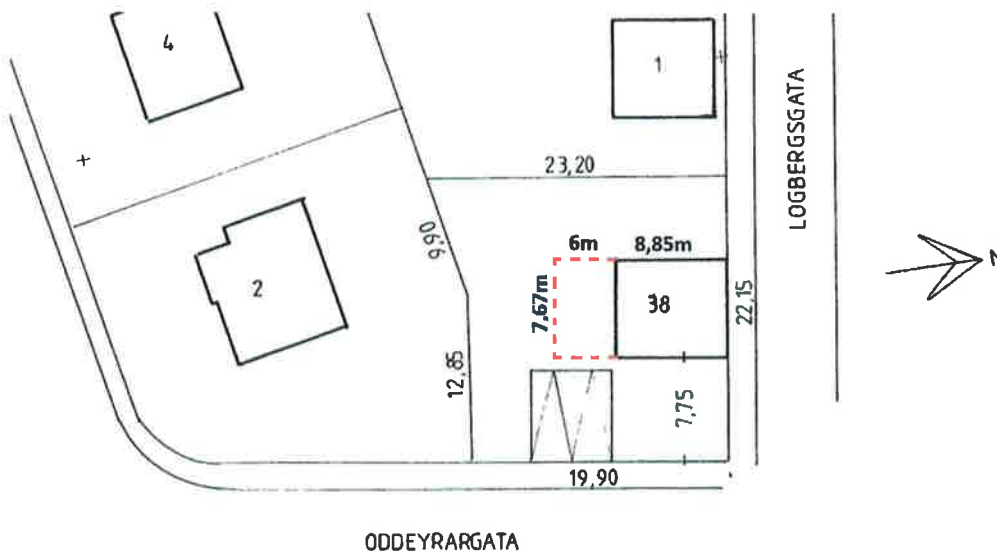 4
1
23,20
LOGBERGSGATA
9,90
6m
8,85m
N
2
7,67m
38
22,15
12,85
7,75
19,90
ODDEYRARGATA